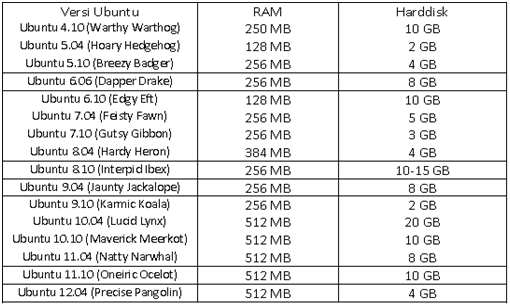 Versi Ubuntu RAM Harddisk
Ubuntu 4.10 (Warthy Warthog) 250 MB 10 GB
Ubuntu 5.04 (Hoary Hedgehog) 128 MB 2 GB
Ubuntu 5.10 (Breezy Badger) 256 MB 4 GB
Ubuntu 6.06 (Dapper Drake) 256 MB 8 GB
Ubuntu 6.10 (Edgy Eft) 128 MB 10 GB
Ubuntu 7.04 (Feisty Fawn) 256 MB 5 GB
Ubuntu 7.10 (Gutsy Gibbon) 256 MB 3 GB
Ubuntu 8.04 (Hardy Heron) 384 MB 4 GB
Ubuntu 8.10 (Interpid Ibex) 256 MB 10-15 GB
Ubuntu 9.04 (Jaunty Jackalope) 256 MB 8 GB
Ubuntu 9.10 (Karmic Koala) 256 MB 2 GB
Ubuntu 10.04 (Lucid Lynx) 512 MB 20 GB
Ubuntu 10.10 (Maverick Meerkot) 512 MB 10 GB
Ubuntu 11.04 (Natty Narwhal) 512 MB 8 GB
Ubuntu 11.10 (Oneiric Ocelot) 512 MB 10 GB
Ubuntu 12.04 (Precise Pangolin) 512 MB 4 GB